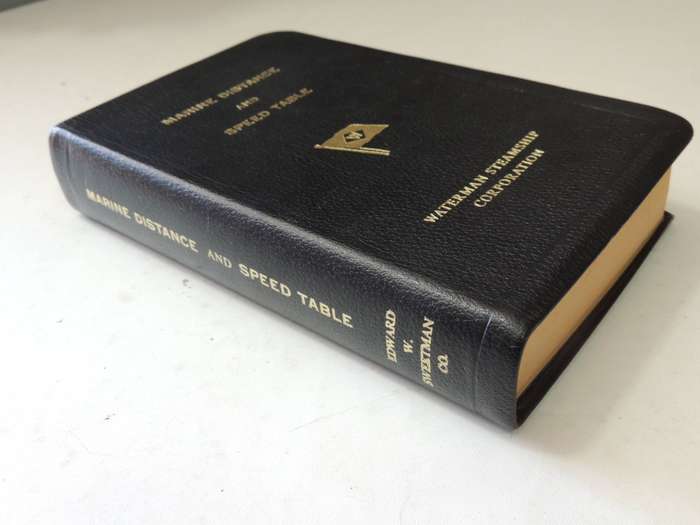 MARINE DISTANCE
AND
SPEED TABLE
W
WATERMAN STEAMSHIP
CORPORATION
MARINE DISTANCE AND SPEED TABLE
EDWARD
W.
SWEETMAN
CO.